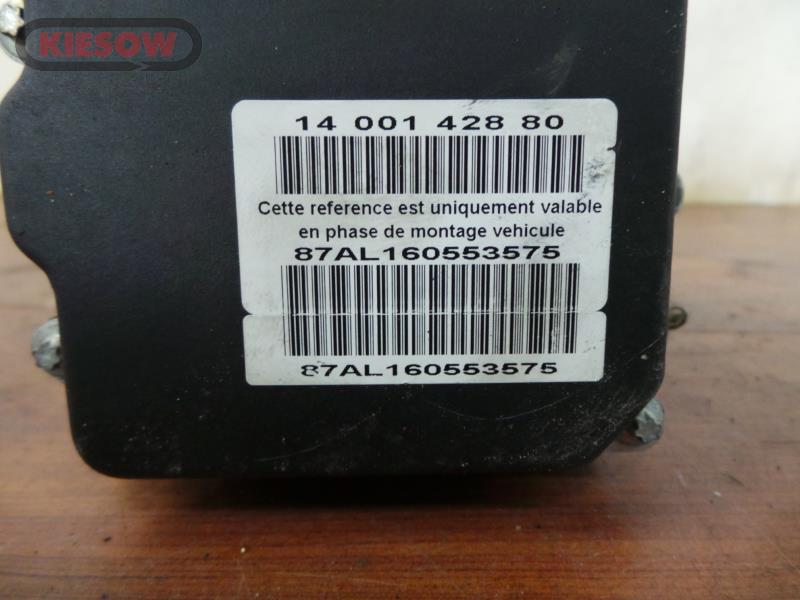 KIESOW
14 001 428 80
Cette reference est uniquement valable
en phase de montage vehicule
87AL160553575
87AL160553575